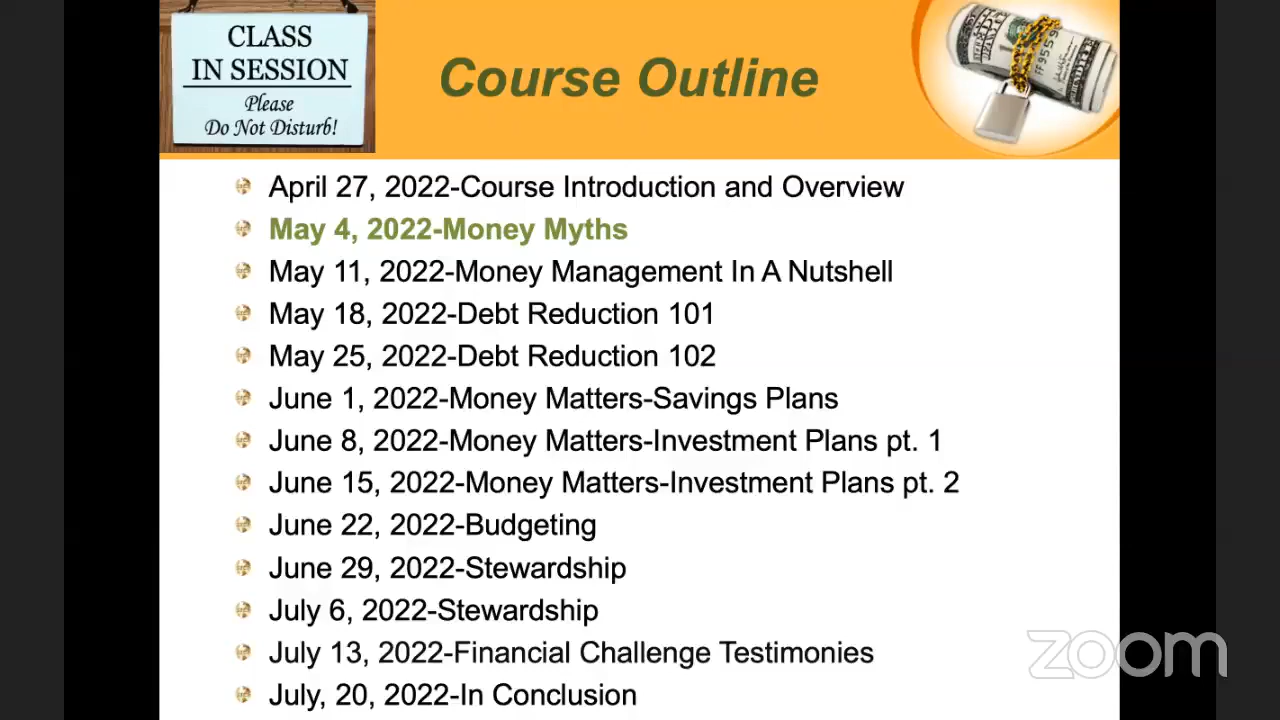 CLASS
IN SESSION
Please
Do Not Disturb!
Course Outline
FF9559
April 27, 2022-Course Introduction and Overview
May 4, 2022-Money Myths
May 11, 2022-Money Management In A Nutshell
May 18, 2022-Debt Reduction 101
May 25, 2022-Debt Reduction 102
June 1, 2022-Money Matters-Savings Plans
June 8, 2022-Money Matters-Investment Plans pt. 1
June 15, 2022-Money Matters-Investment Plans pt. 2
June 22, 2022-Budgeting
June 29, 2022-Stewardship
July 6, 2022-Stewardship
July 13, 2022-Financial Challenge Testimonies
July, 20, 2022-In Conclusion
zoom